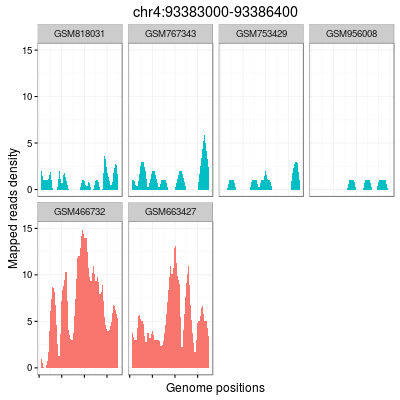 chr4:93383000-93386400
GSM818031 GSM767343 GSM753429 GSM956008
15
10
5
0
GSM466732 GSM663427
15
10
5
0
Mapped reads density
Genome positions